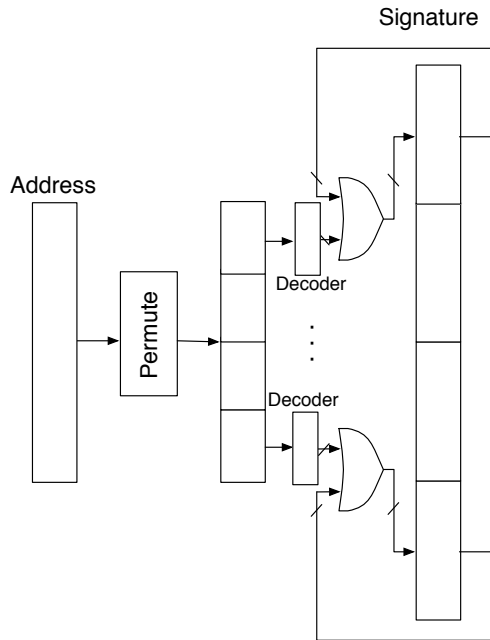 Signature
Address
Permute
Decoder
. . .
Decoder